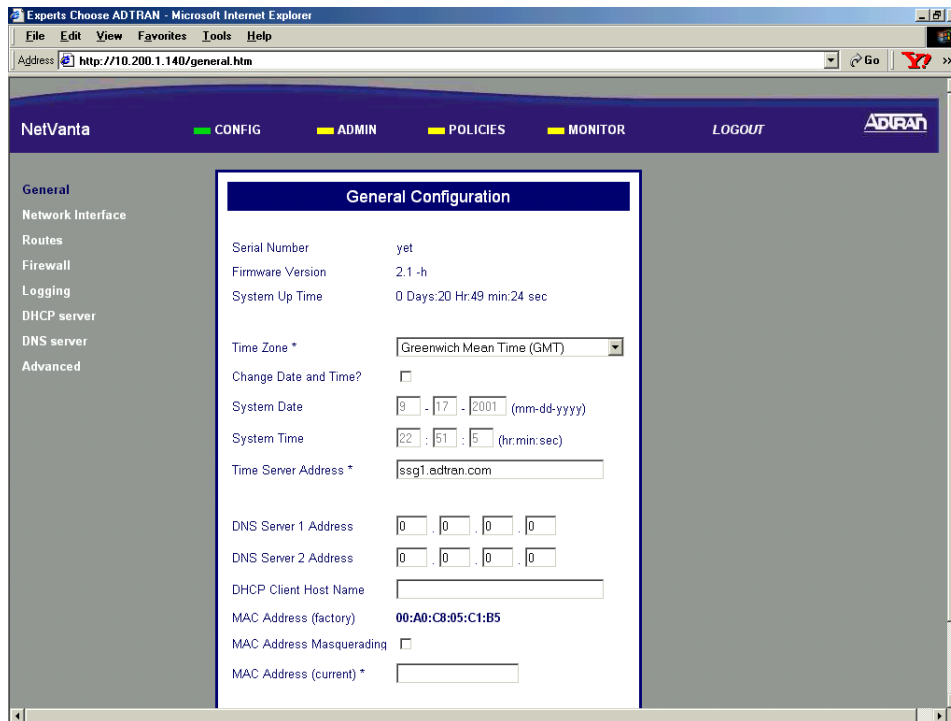 Experts Choose ADTRAN - Microsoft Internet Explorer
File Edit View Favorites Tools Help
Address http://10.200.1.140/general.htm Go Y? »
NetVanta CONFIG ADMIN POLICIES MONITOR LOGOUT ADTRAN
General
Network Interface
Routes
Firewall
Logging
DHCP server
DNS server
Advanced
General Configuration
Serial Number yet
Firmware Version 2.1 -h
System Up Time 0 Days:20 Hr:49 min:24 sec
Time Zone * Greenwich Mean Time (GMT)
Change Date and Time?
System Date 9 - 17 - 2001 (mm-dd-yyyy)
System Time 22 : 51 : 5 (hr:min:sec)
Time Server Address * ssg1.adtran.com
DNS Server 1 Address 0 . 0 . 0 . 0
DNS Server 2 Address 0 . 0 . 0 . 0
DHCP Client Host Name
MAC Address (factory) 00:A0:C8:05:C1:B5
MAC Address Masquerading
MAC Address (current) *